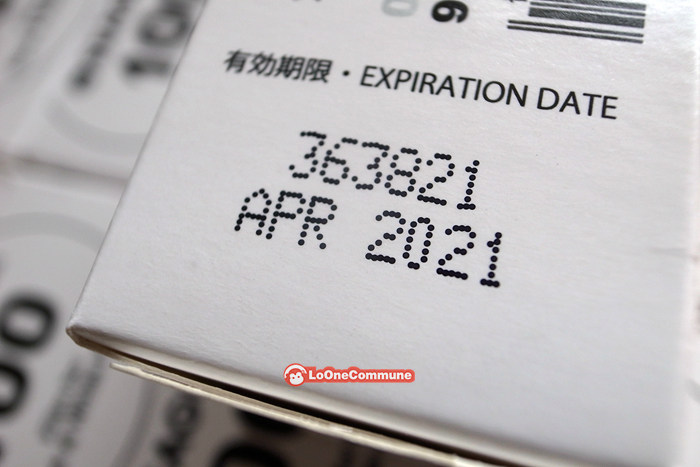 有効期限・EXPIRATION DATE
363821
APR 2021
LoOneCommune